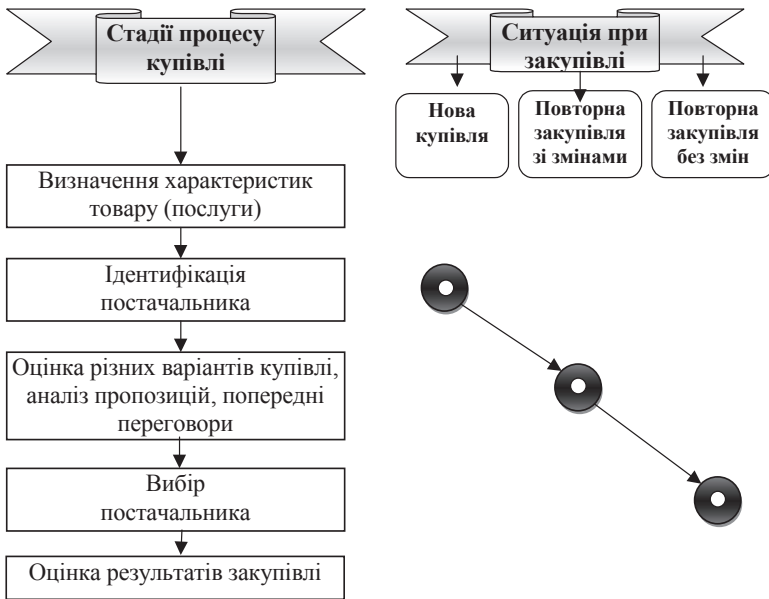 Стадії процесу
купівлі
Визначення характеристик
товару (послуги)
Ідентифікація
постачальника
Оцінка різних варіантів купівлі,
аналіз пропозицій, попередні
переговори
Вибір
постачальника
Оцінка результатів закупівлі
Ситуація при
закупівлі
Нова
купівля
Повторна
закупівля
зі змінами
Повторна
закупівля
без змін